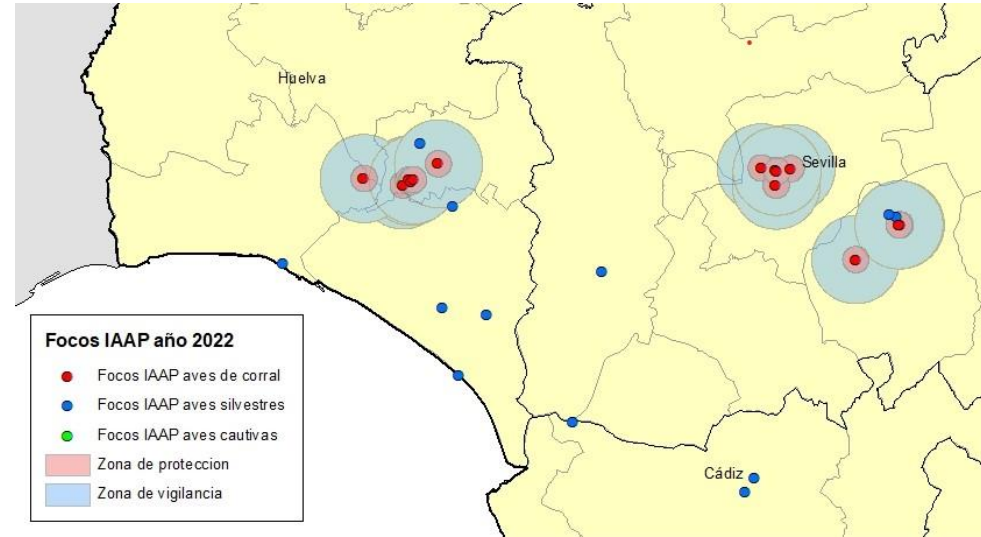 Huelva
Sevilla
Focos IAAP año 2022
Focos IAAP aves de corral
Focos IAAP aves silvestres
Focos IAAP aves cautivas
Zona de proteccion
Zona de vigilancia
Cádiz